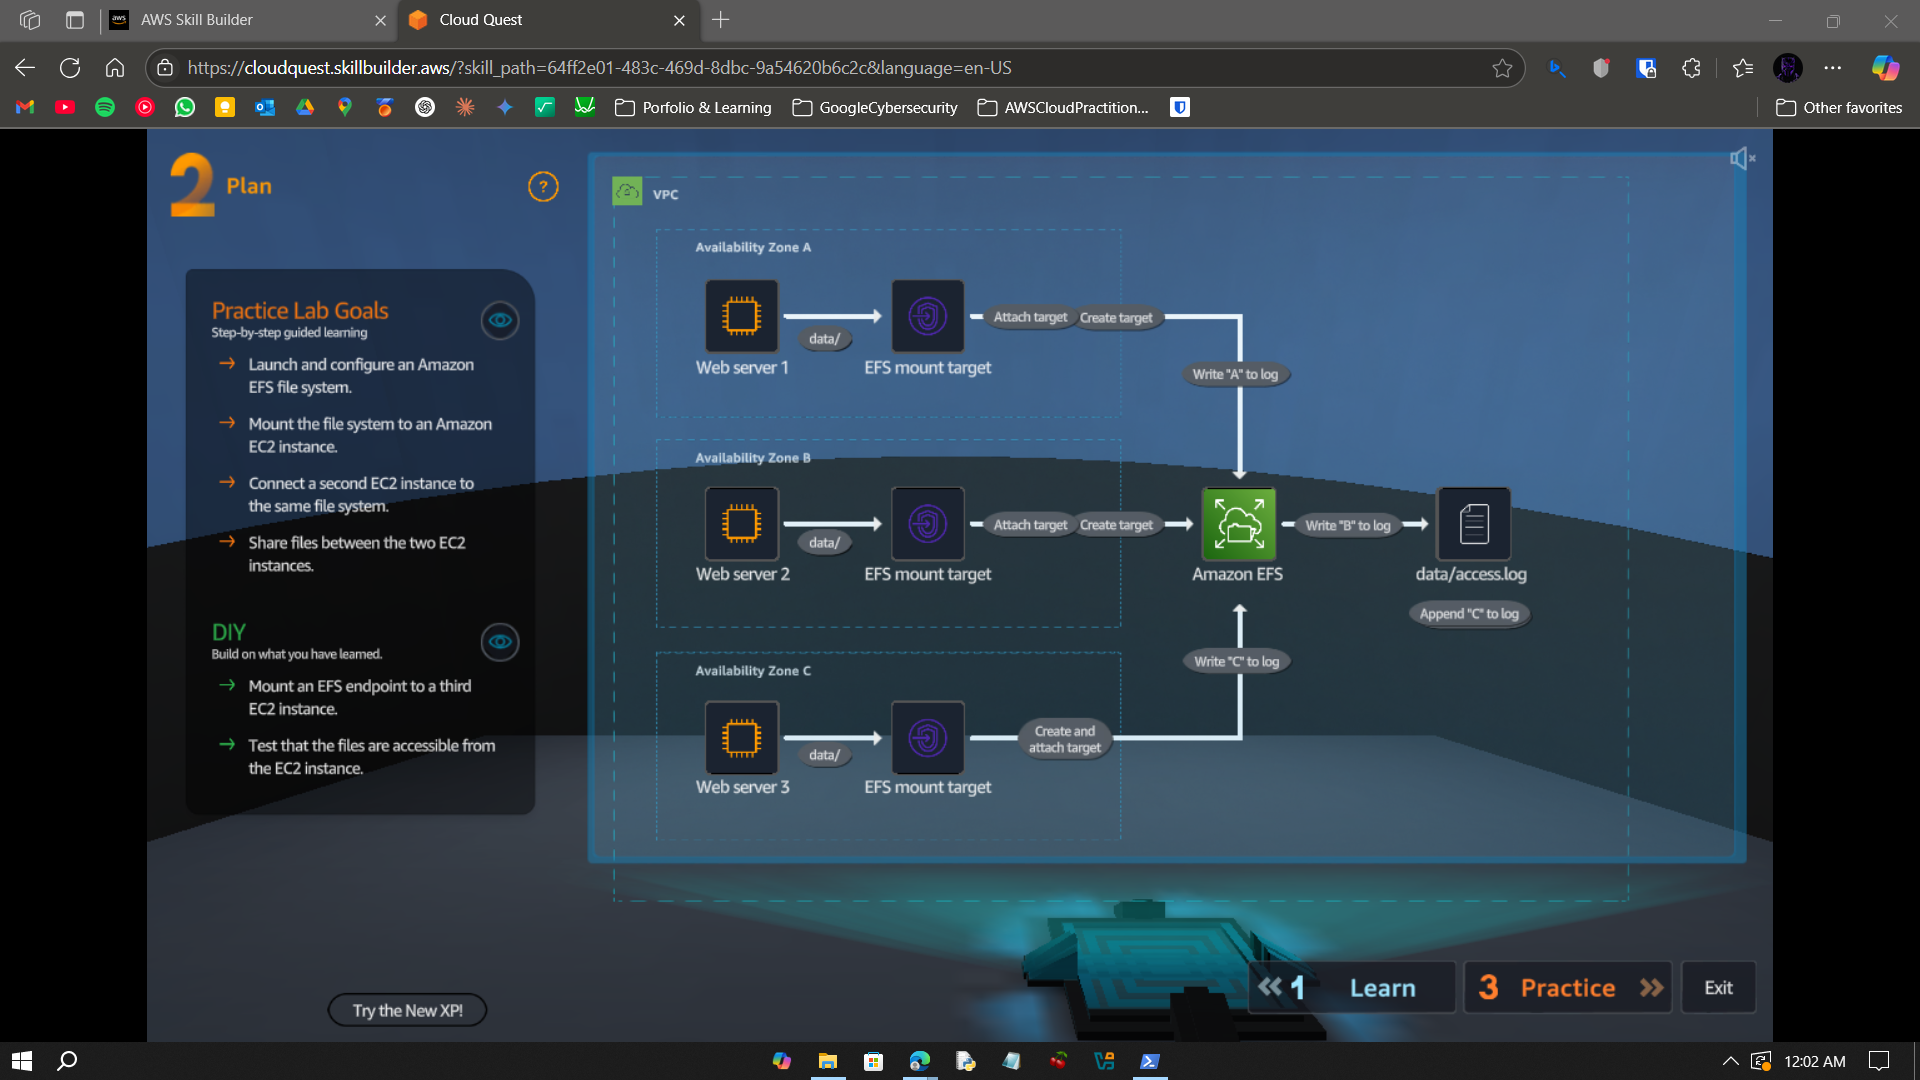 AWS Skill Builder
Cloud Quest
https://cloudquest.skillbuilder.aws/?skill_path=64ff2e01-483c-469d-8dbc-9a54620b6c2c&language=en-US
Porfolio & Learning
GoogleCybersecurity
AWSCloudPractition...
Other favorites
2 Plan
?
VPC
Practice Lab Goals
Step-by-step guided learning
Launch and configure an Amazon
EFS file system.
Mount the file system to an Amazon
EC2 instance.
Connect a second EC2 instance to
the same file system.
Share files between the two EC2
instances.
DIY
Build on what you have learned.
Mount an EFS endpoint to a third
EC2 instance.
Test that the files are accessible from
the EC2 instance.
Availability Zone A
data/
Attach target
Create target
Web server 1
EFS mount target
Write "A" to log
Availability Zone B
data/
Attach target
Create target
Write "B" to log
Web server 2
EFS mount target
Amazon EFS
data/access.log
Append "C" to log
Write "C" to log
Availability Zone C
data/
Create and
attach target
Web server 3
EFS mount target
Try the New XP!
1 Learn
3 Practice
Exit
12:02 AM